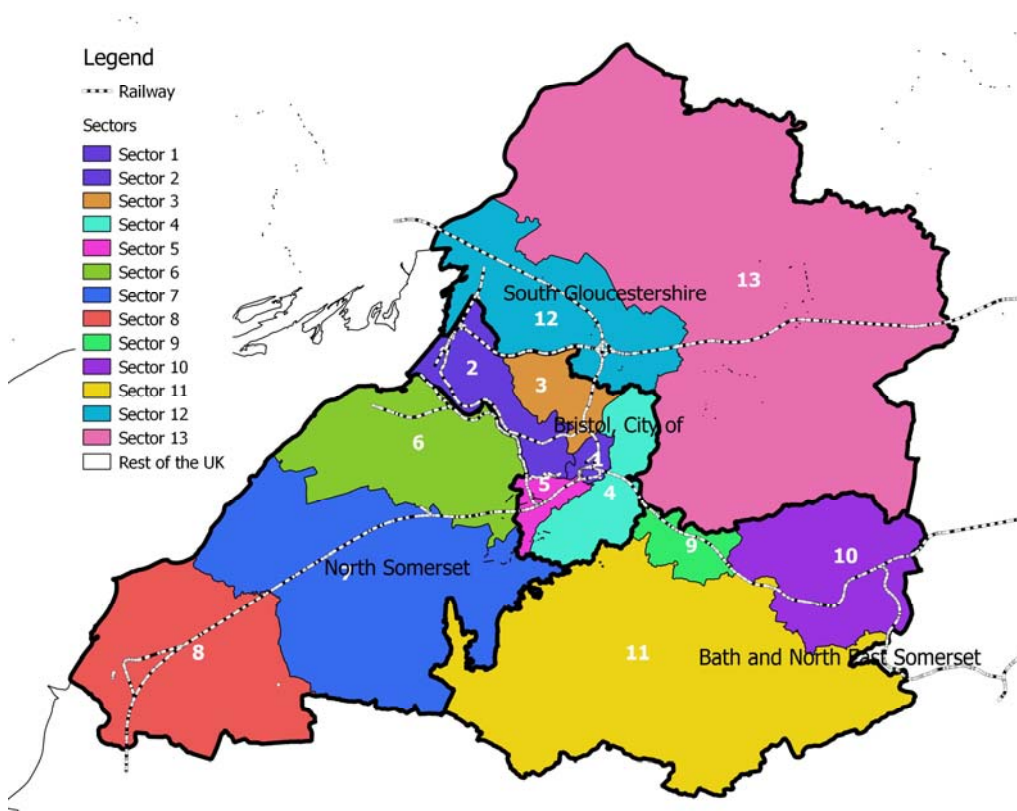 Legend
Railway
Sectors
Sector 1
Sector 2
Sector 3
Sector 4
Sector 5
Sector 6
Sector 7
Sector 8
Sector 9
Sector 10
Sector 11
Sector 12
Sector 13
Rest of the UK
13
South Gloucestershire
12
2
3
Bristol, City of
6
1
5
4
9
10
North Somerset
7
8
11
Bath and North East Somerset